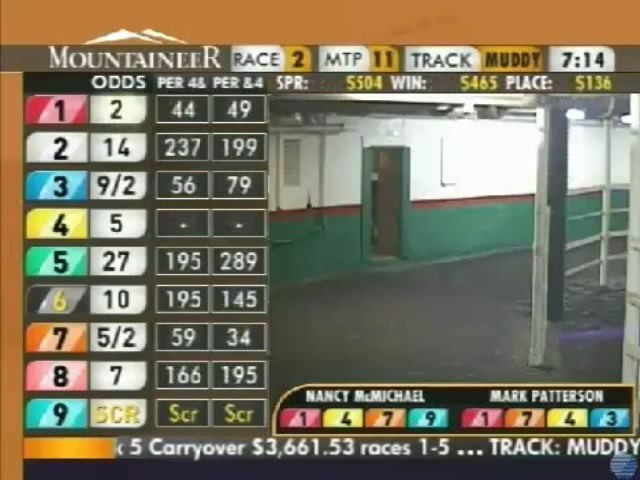 MOUNTAINEER RACE 2 MTP 11 TRACK MUDDY 7:14
ODDS PER 4& PER &4 SPR: $504 WIN: $465 PLACE: $136
1 2 44 49
2 14 237 199
3 9/2 56 79
4 5 - -
5 27 195 289
6 10 195 145
7 5/2 59 34
8 7 166 195
9 SCR Scr Scr
NANCY McMICHAEL MARK PATTERSON
1 4 7 9 1 7 4 3
k 5 Carryover $3,661.53 races 1-5 ... TRACK: MUDDY